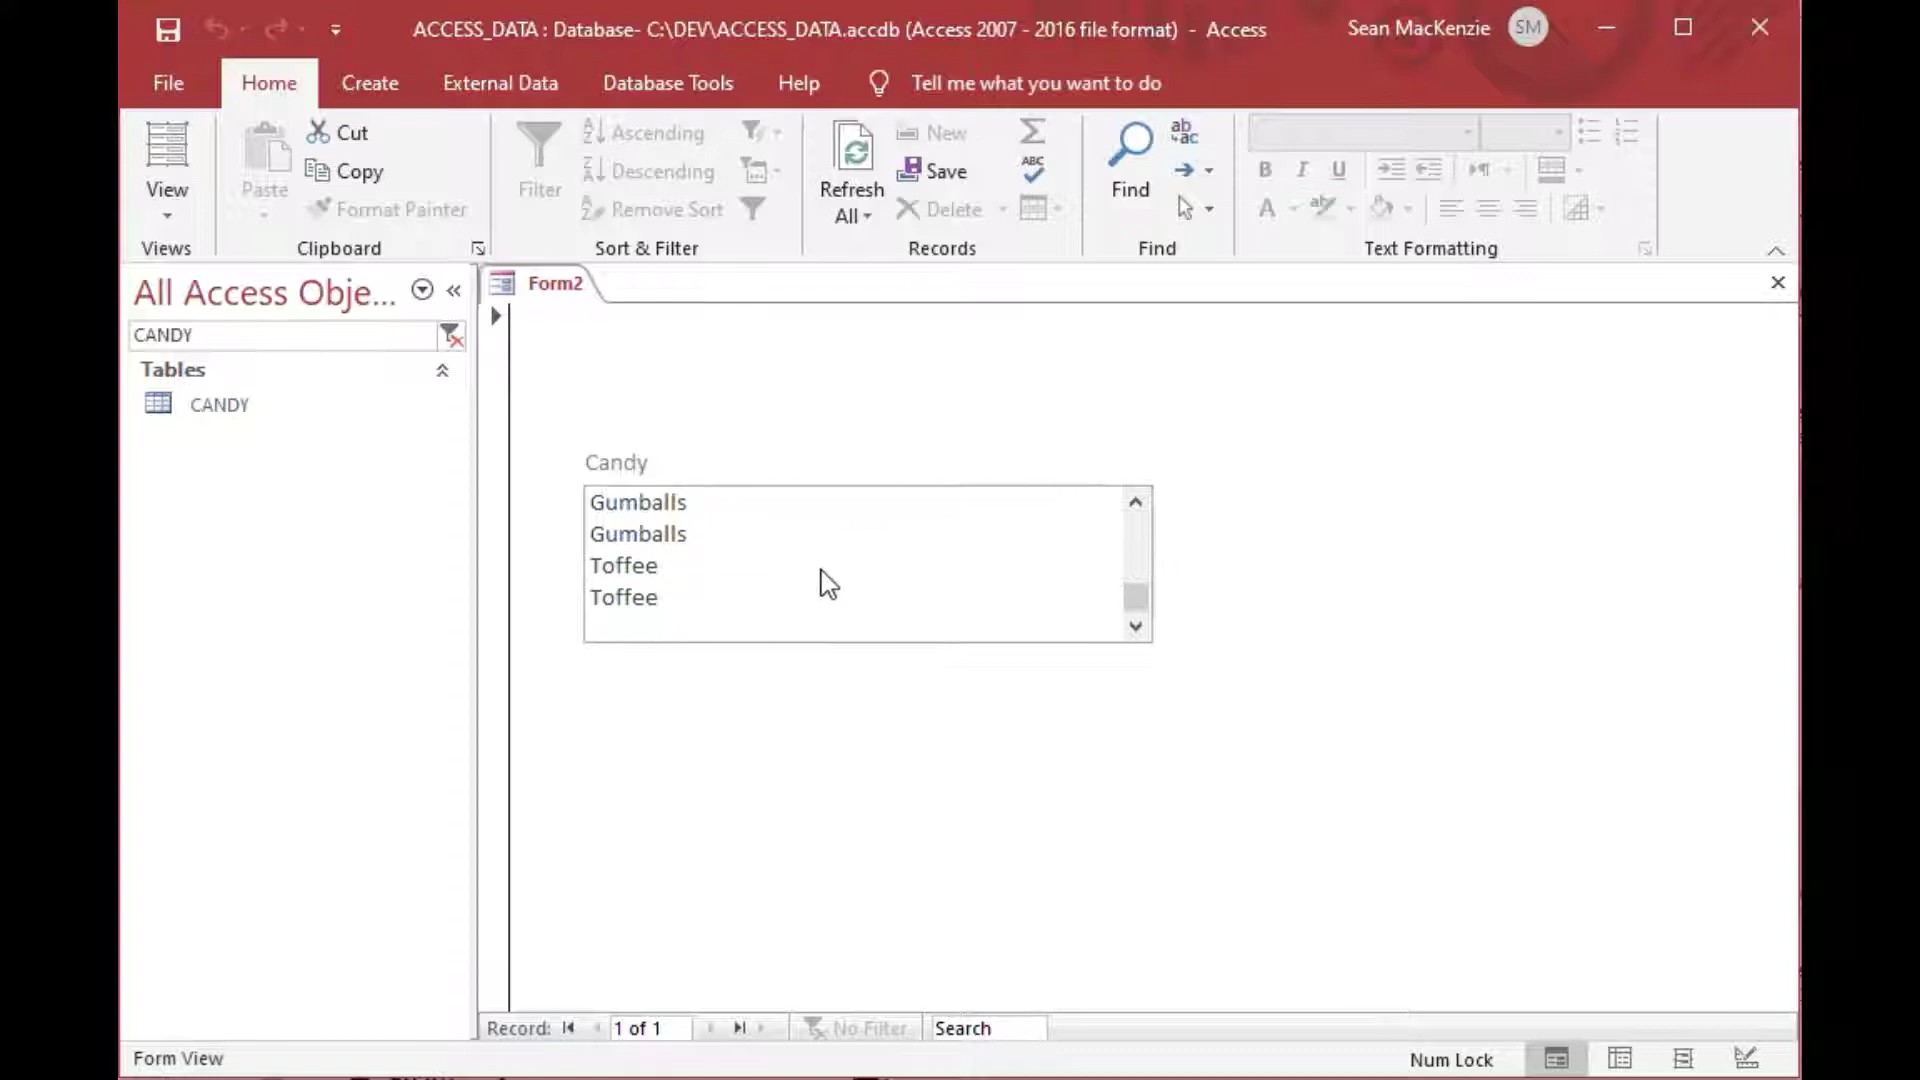 ACCESS_DATA : Database- C:\DEV\ACCESS_DATA.accdb (Access 2007 - 2016 file format) - Access
Sean MacKenzie SM
File Home Create External Data Database Tools Help Tell me what you want to do
View
Views
Paste
Cut
Copy
Format Painter
Clipboard
Filter
Ascending
Descending
Remove Sort
Sort & Filter
Refresh
All
New
Save
Delete
Records
Find
ab
ac
Find
B I U
A
Text Formatting
All Access Obje...
CANDY
Tables
CANDY
Form2
Candy
Gumballs
Gumballs
Toffee
Toffee
Record: 1 of 1 No Filter Search
Form View
Num Lock